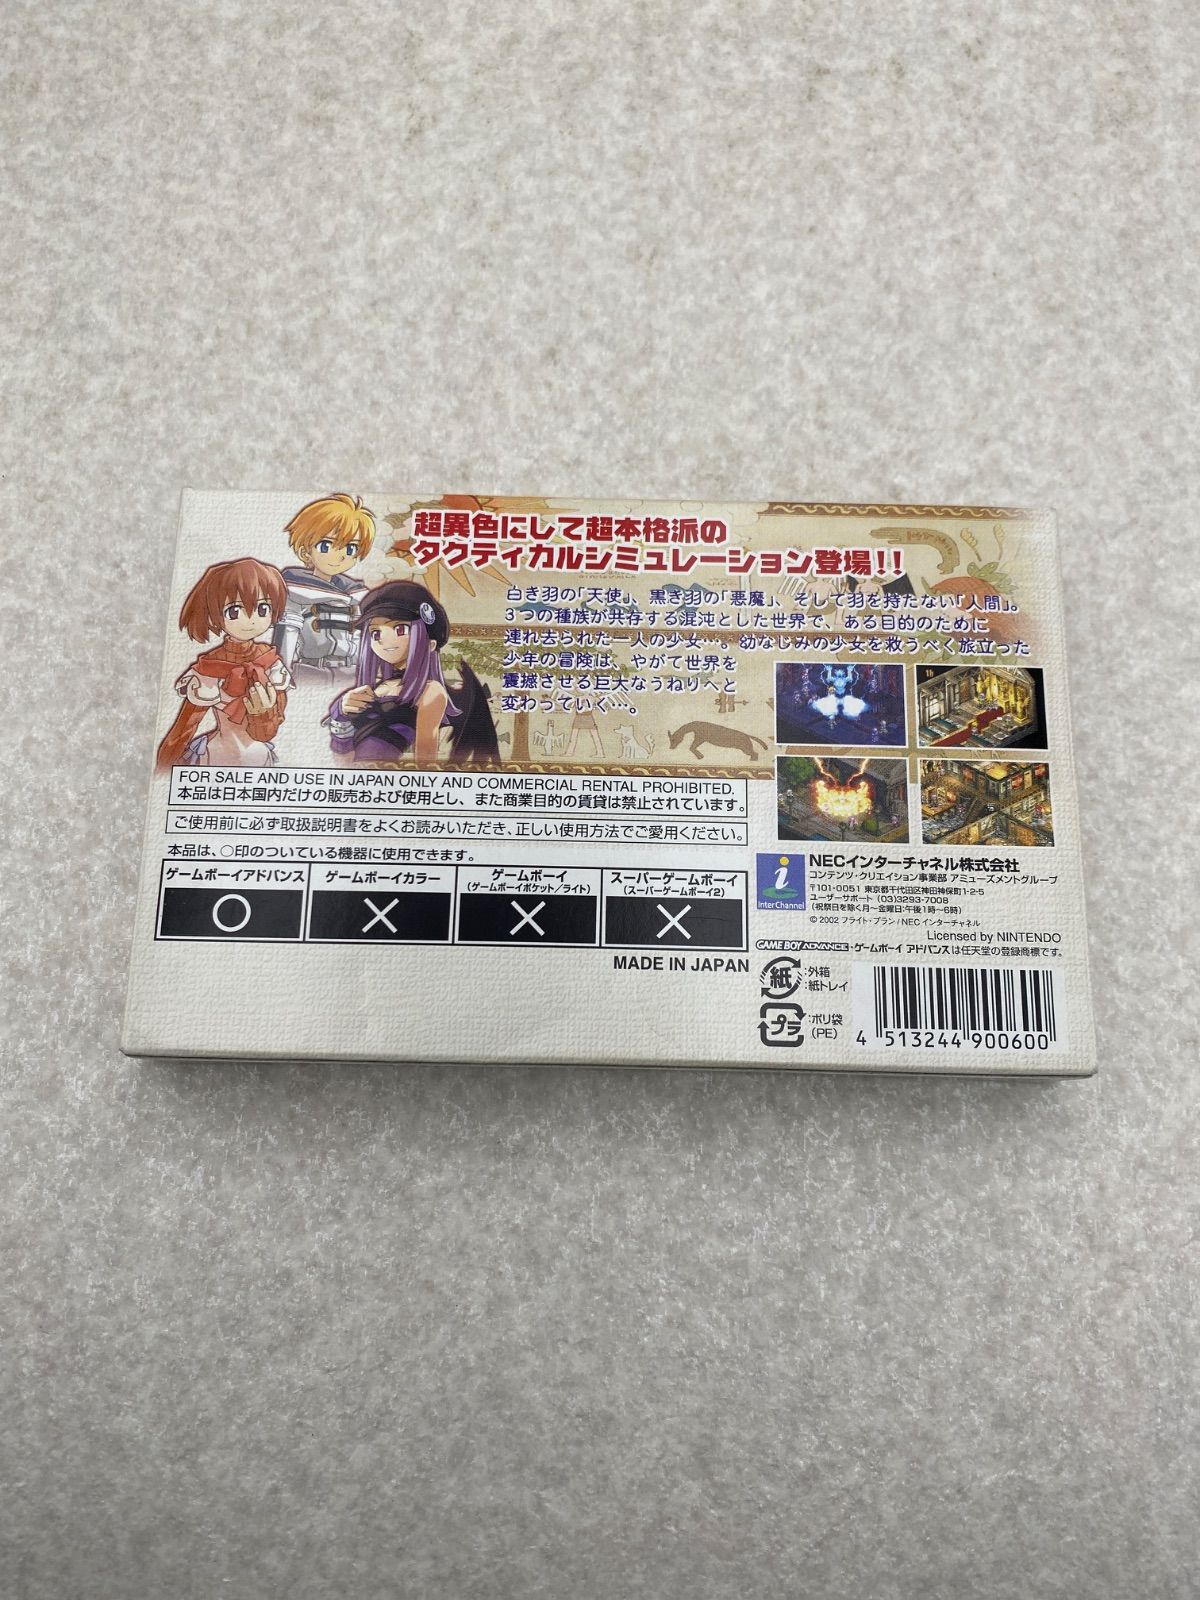 超異色にして超本格派の
タクティカルシミュレーション登場!!
白き羽の「天使」、黒き羽の「悪魔」、そして羽を持たない「人間」。
3つの種族が共存する混沌とした世界で、ある目的のために
連れ去られた一人の少女…。幼なじみの少女を救うべく旅立った
少年の冒険は、やがて世界を
震撼させる巨大なうねりへと
変わっていく…。
FOR SALE AND USE IN JAPAN ONLY AND COMMERCIAL RENTAL PROHIBITED.
本品は日本国内だけの販売および使用とし、また商業目的の賃貸は禁止されています。
ご使用前に必ず取扱説明書をよくお読みいただき、正しい使用方法でご愛用ください。
本品は、○印のついている機器に使用できます。
ゲームボーイアドバンス
○
ゲームボーイカラー
×
ゲームボーイ
(ゲームボーイポケット/ライト)
×
スーパーゲームボーイ
(スーパーゲームボーイ2)
×
MADE IN JAPAN
i
InterChannel
NECインターチャネル株式会社
コンテンツ・クリエイション事業部 アミューズメントグループ
〒101-0051 東京都千代田区神田神保町1-2-5
ユーザーサポート (03)3293-7008
(祝祭日を除く月〜金曜日:午後1時〜6時)
© 2002 フライト・プラン/NEC インターチャネル
Licensed by NINTENDO
GAME BOY ADVANCE・ゲームボーイ アドバンスは任天堂の登録商標です。
紙
:外箱
:紙トレイ
プラ
:ポリ袋
(PE)
4 513244 900600